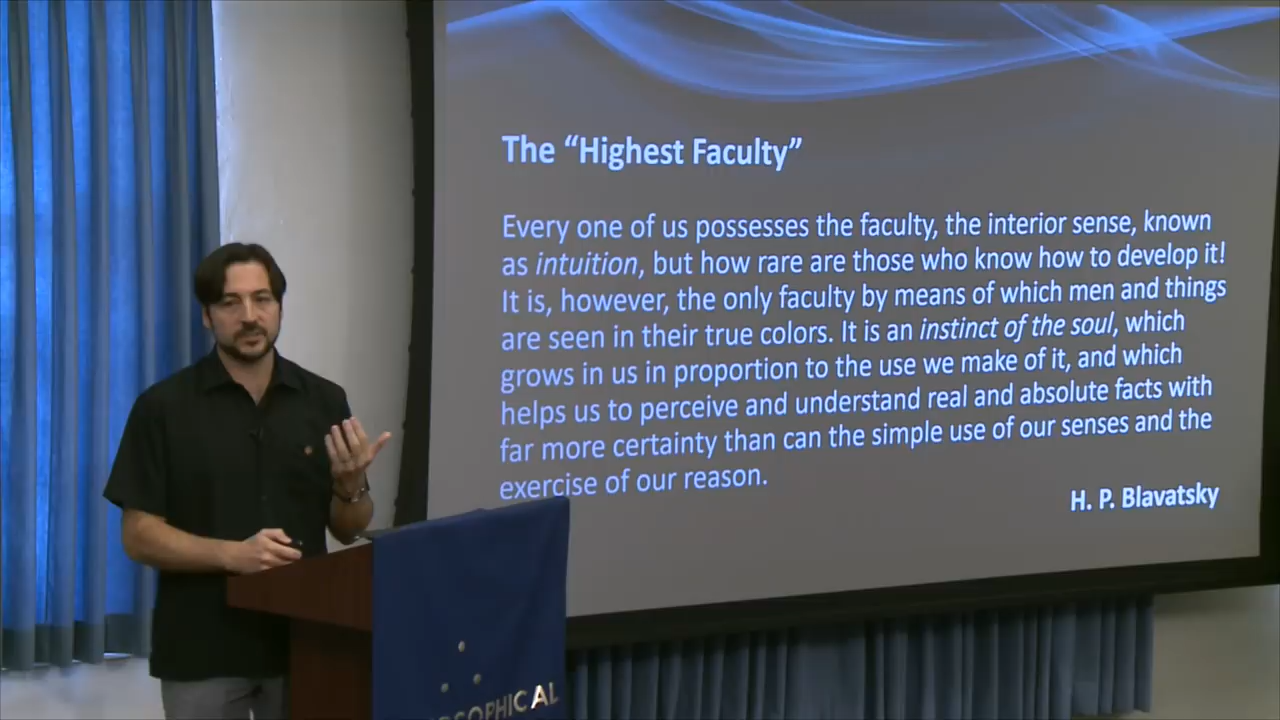 The “Highest Faculty”
Every one of us possesses the faculty, the interior sense, known
as intuition, but how rare are those who know how to develop it!
It is, however, the only faculty by means of which men and things
are seen in their true colors. It is an instinct of the soul, which
grows in us in proportion to the use we make of it, and which
helps us to perceive and understand real and absolute facts with
far more certainty than can the simple use of our senses and the
exercise of our reason.
H. P. Blavatsky